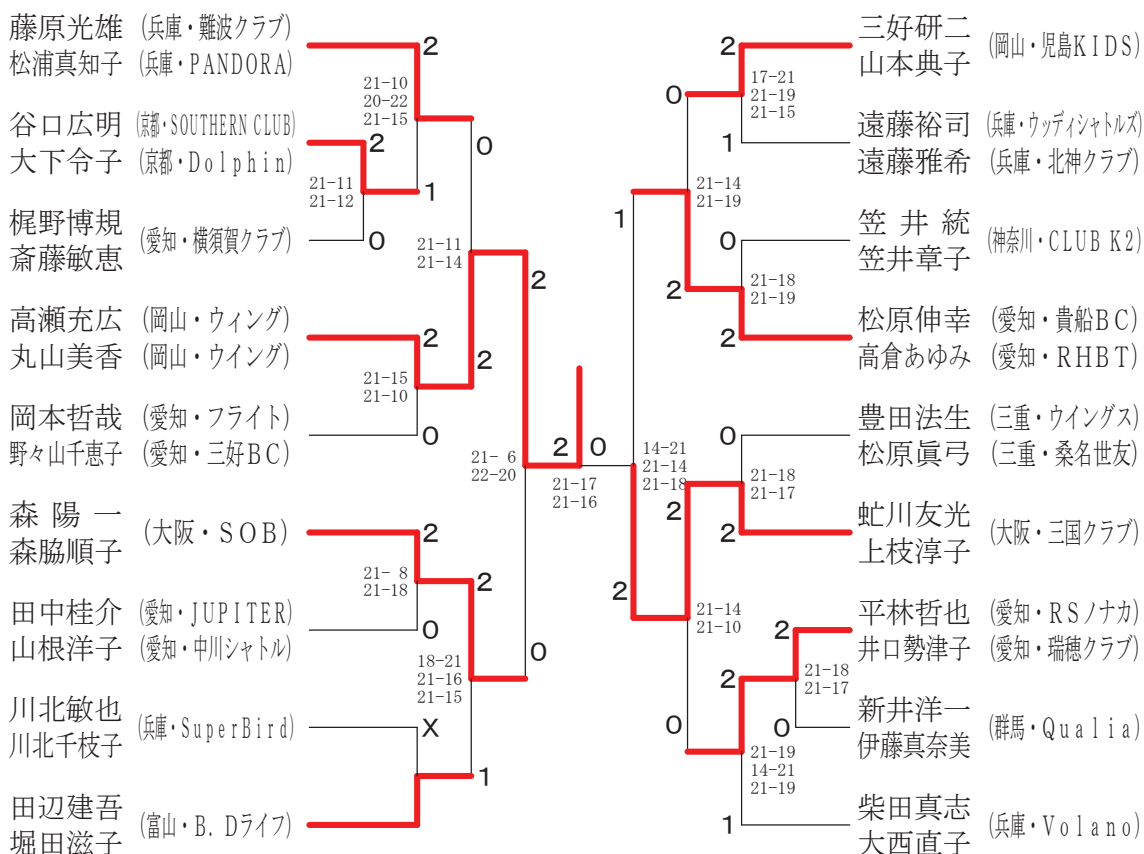 藤原光雄 (兵庫・難波クラブ)
松浦真知子 (兵庫・PANDORA)
2
21-10
20-22
21-15
谷口広明 (京都・SOUTHERN CLUB)
大下令子 (京都・Dolphin)
2
0
21-11
21-12
1
梶野博規
斎藤敏恵
(愛知・横須賀クラブ)
0
21-11
21-14
2
高瀬充広 (岡山・ウィング)
丸山美香 (岡山・ウイング)
2
2
21-15
21-10
岡本哲哉 (愛知・フライト)
野々山千恵子 (愛知・三好BC)
0
21- 6
22-20
2 0
21-17
21-16
森陽一
森脇順子
(大阪・SOB)
2
21- 8
21-18
2
田中桂介 (愛知・JUPITER)
山根洋子 (愛知・中川シャトル)
0
0
18-21
21-16
21-15
川北敏也
川北千枝子
(兵庫・SuperBird)
X
1
田辺建吾
堀田滋子
(富山・B. Dライフ)
三好研二
山本典子
(岡山・児島KIDS)
2
0
17-21
21-19
21-15
遠藤裕司 (兵庫・ウッディシャトルズ)
遠藤雅希 (兵庫・北神クラブ)
1
1
21-14
21-19
笠井統
笠井章子
(神奈川・CLUB K2)
0
2
21-18
21-19
松原伸幸 (愛知・貴船BC)
高倉あゆみ (愛知・RHBT)
2
豊田法生 (三重・ウイングス)
松原眞弓 (三重・桑名世友)
0
14-21
21-14
21-18
21-18
21-17
2
虻川友光
上枝淳子
(大阪・三国クラブ)
2
2
21-14
21-10
平林哲也 (愛知・RSノナカ)
井口勢津子 (愛知・瑞穂クラブ)
2
2
21-18
21-17
新井洋一
伊藤真奈美
(群馬・Qualia)
0
0
21-19
14-21
21-19
柴田真志
大西直子
(兵庫・Volano)
1